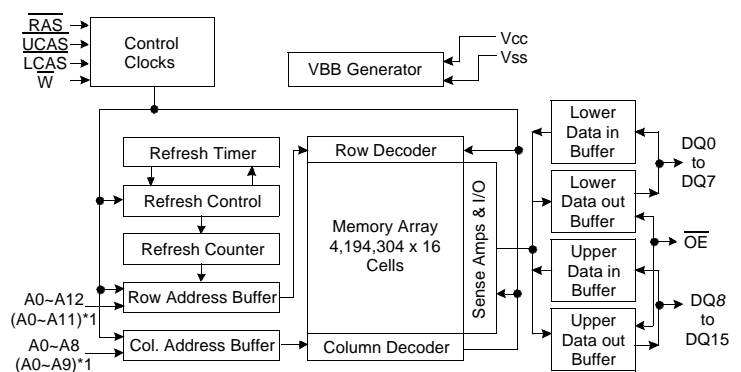 RAS
UCAS
LCAS
W
Control
Clocks
VBB Generator
Vcc
Vss
Refresh Timer
Refresh Control
Refresh Counter
Row Address Buffer
Col. Address Buffer
A0~A12
(A0~A11)*1
A0~A8
(A0~A9)*1
Row Decoder
Memory Array
4,194,304 x 16
Cells
Column Decoder
Sense Amps & I/O
Lower
Data in
Buffer
Lower
Data out
Buffer
Upper
Data in
Buffer
Upper
Data out
Buffer
DQ0
to
DQ7
OE
DQ8
to
DQ15